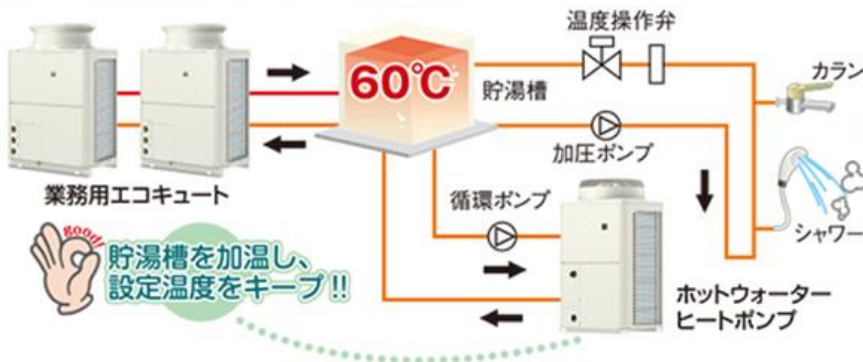 温度操作弁
60℃
貯湯槽
カラン
加圧ポンプ
業務用エコキュート
循環ポンプ
シャワー
good!
貯湯槽を加温し、
設定温度をキープ!!
ホットウォーター
ヒートポンプ